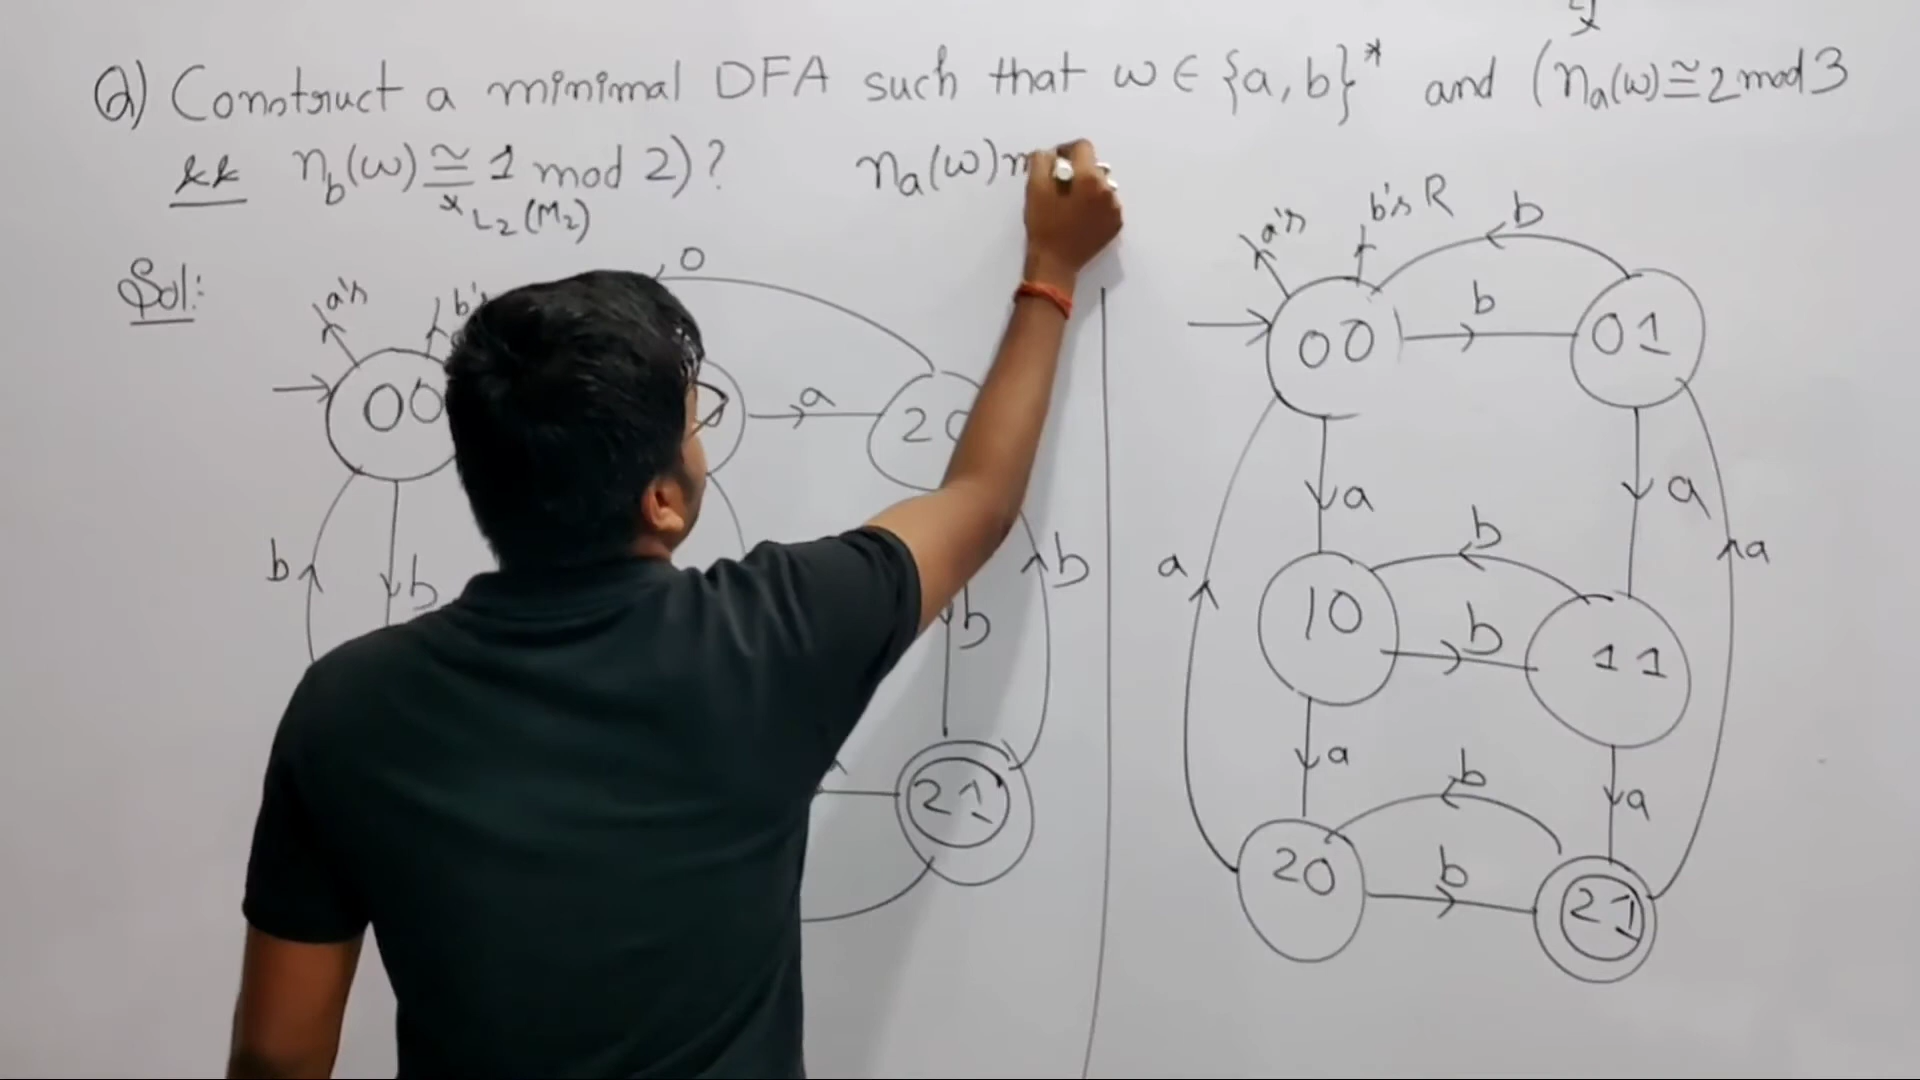 Q) Construct a minimal DFA such that w ∈ {a, b}* and (na(w) ≅ 2 mod 3
&& nb(w) ≅ 1 mod 2)?
na(w)
L2 (M2)
Sol:
a's
b's
00
a
20
0
b
b
b
b
21
a's
b's R
b
00
b
01
a
a
a
a
b
10
b
11
a
a
b
20
b
21